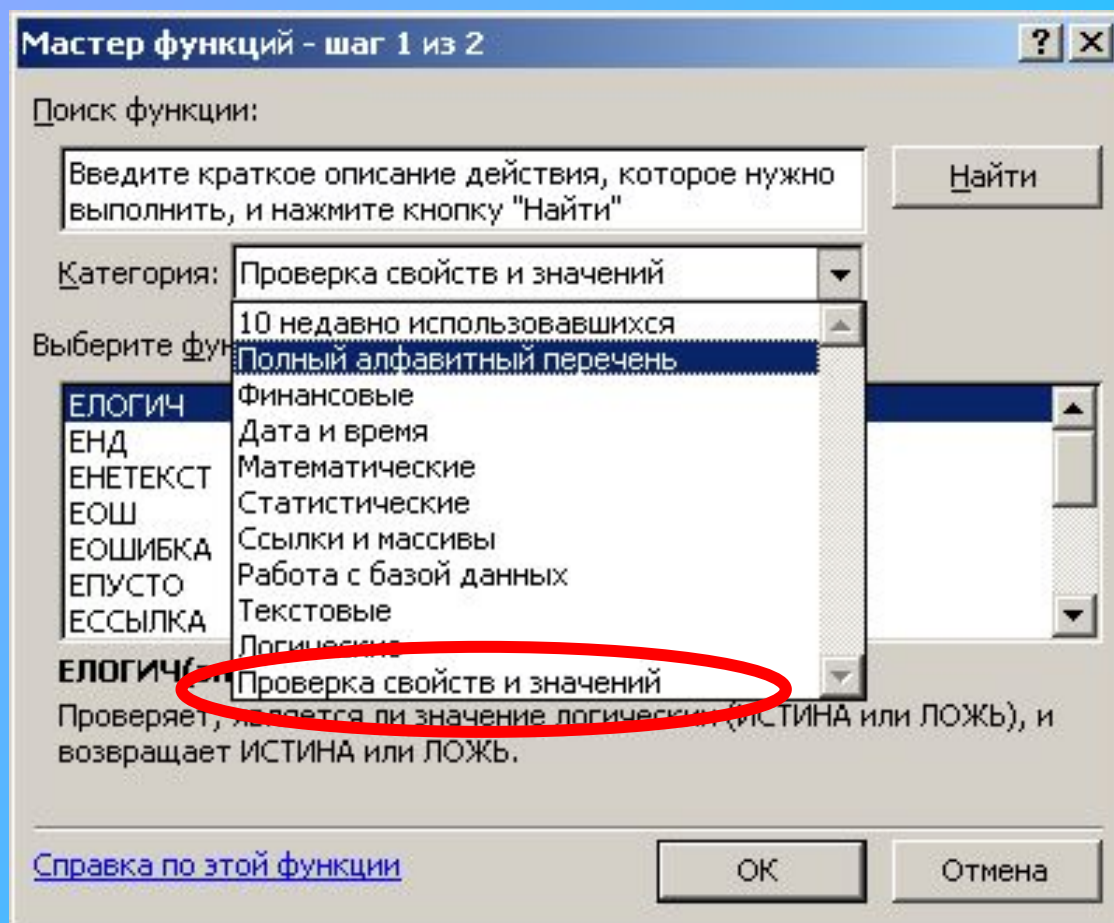 Мастер функций - шаг 1 из 2
Поиск функции:
Введите краткое описание действия, которое нужно
выполнить, и нажмите кнопку "Найти"
Найти
Категория:
Проверка свойств и значений
10 недавно использовавшихся
Полный алфавитный перечень
Финансовые
Дата и время
Математические
Статистические
Ссылки и массивы
Работа с базой данных
Текстовые
Логические
Проверка свойств и значений
Выберите
ЕЛОГИЧ
ЕНД
ЕНЕТЕКСТ
ЕОШ
ЕОШИБКА
ЕПУСТО
ЕССЫЛКА
ЕЛОГИЧ(
Проверяет, является ли значение логическим (ИСТИНА или ЛОЖЬ), и
возвращает ИСТИНА или ЛОЖЬ.
Справка по этой функции
ОК
Отмена